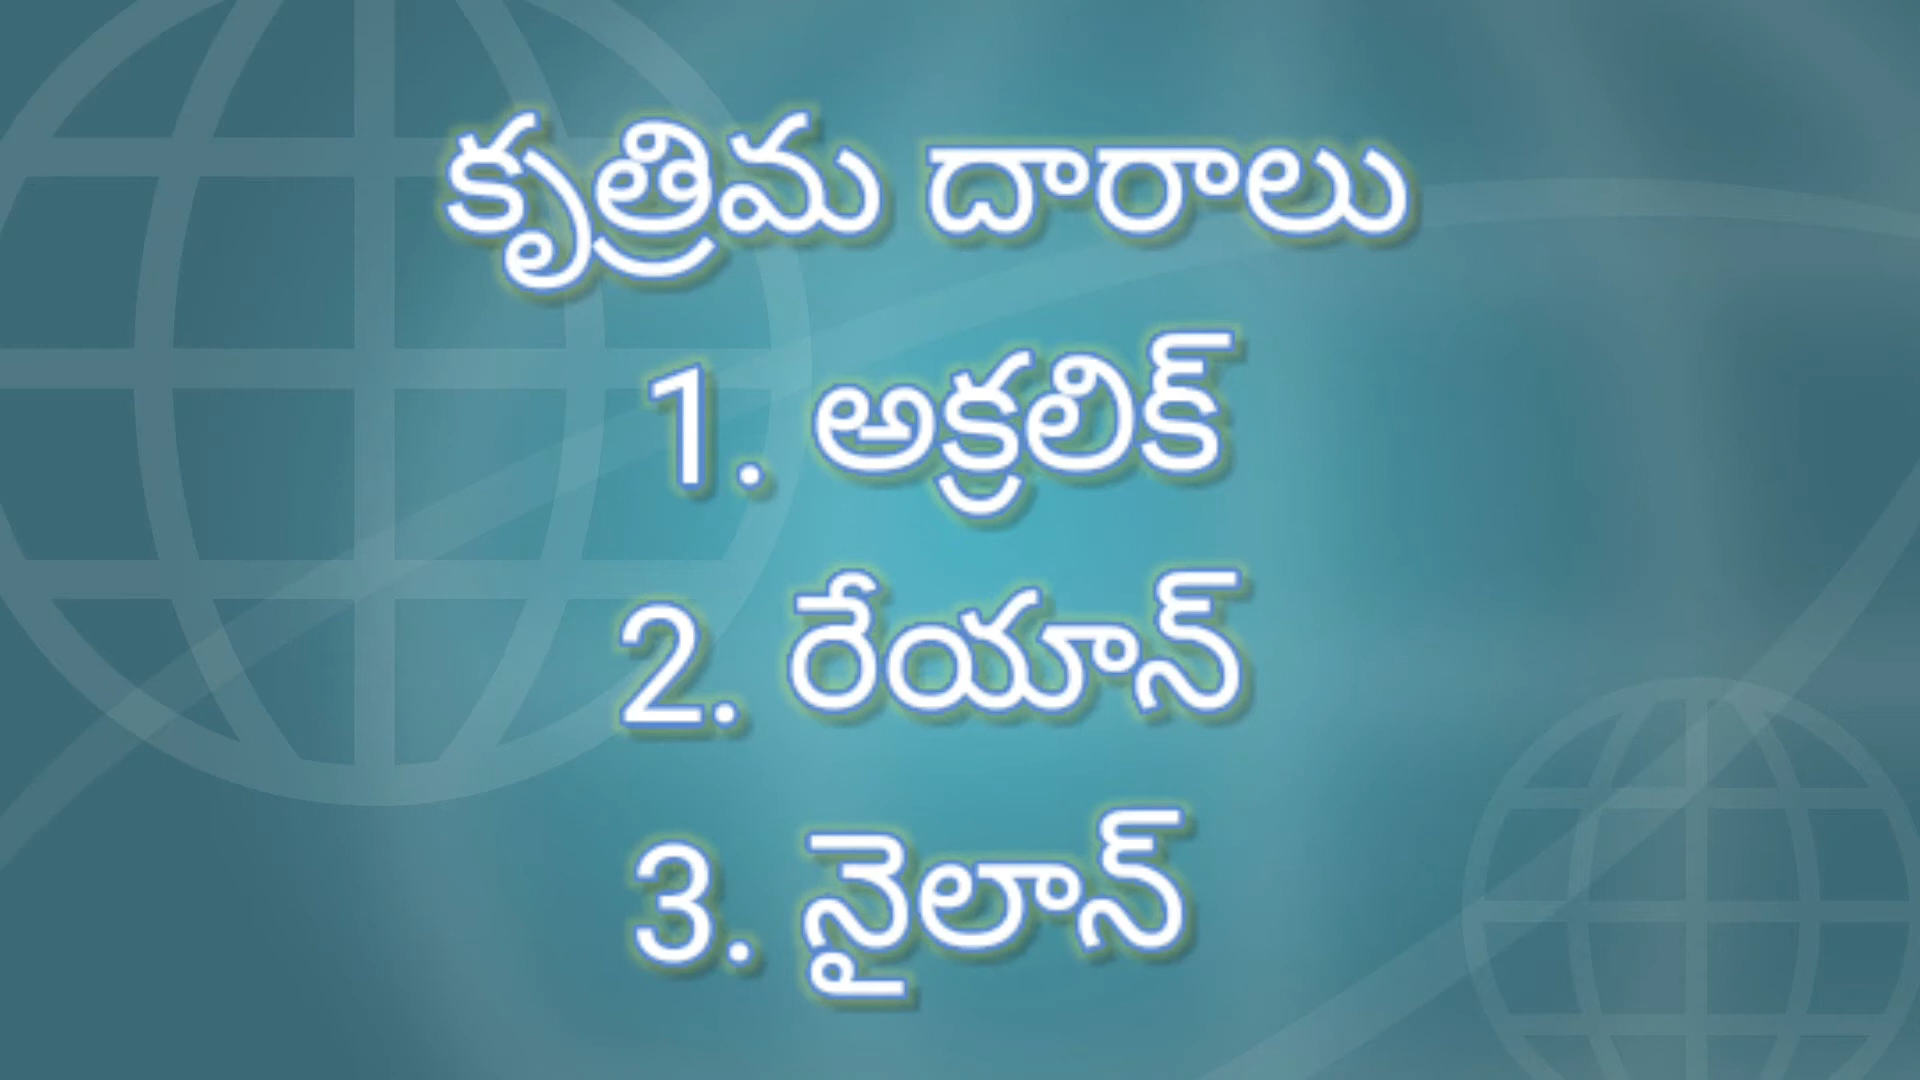 కృత్రిమ దారాలు
1. అక్రలిక్
2. రేయాన్
3. నైలాన్